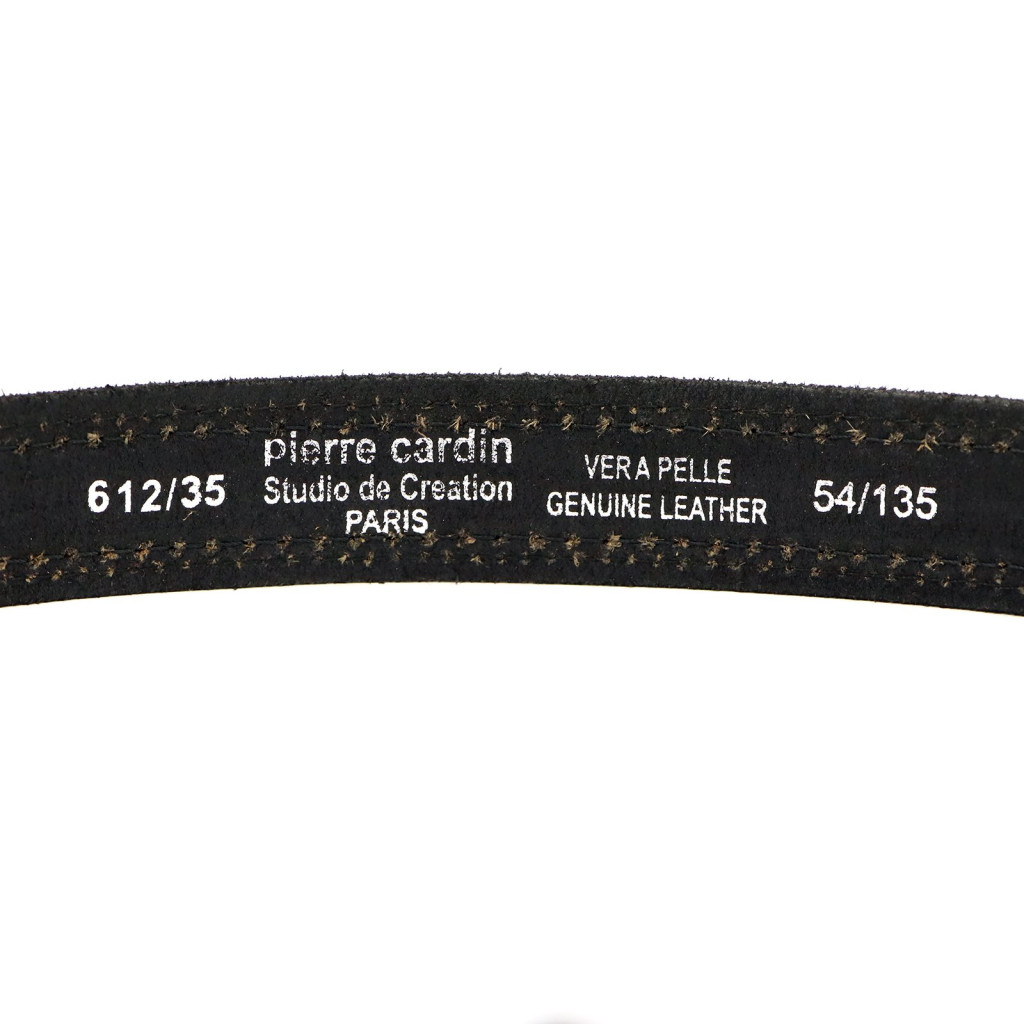 612/35
pierre cardin
Studio de Creation
PARIS
VERA PELLE
GENUINE LEATHER
54/135